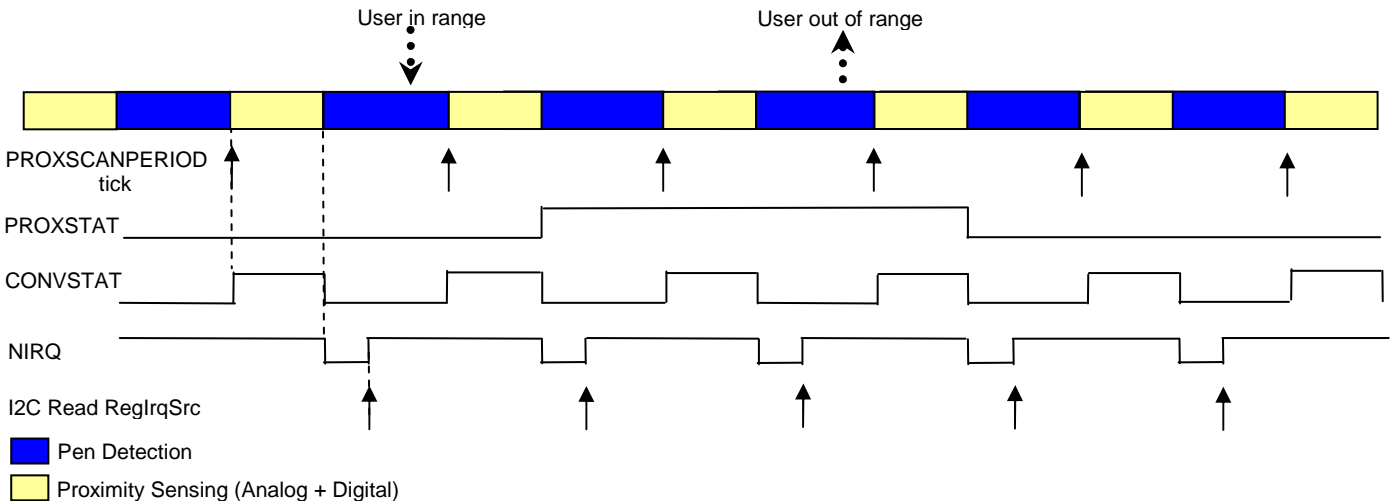 User in range
User out of range
PROXSCANPERIOD
tick
PROXSTAT
CONVSTAT
NIRQ
I2C Read RegIrqSrc
Pen Detection
Proximity Sensing (Analog + Digital)